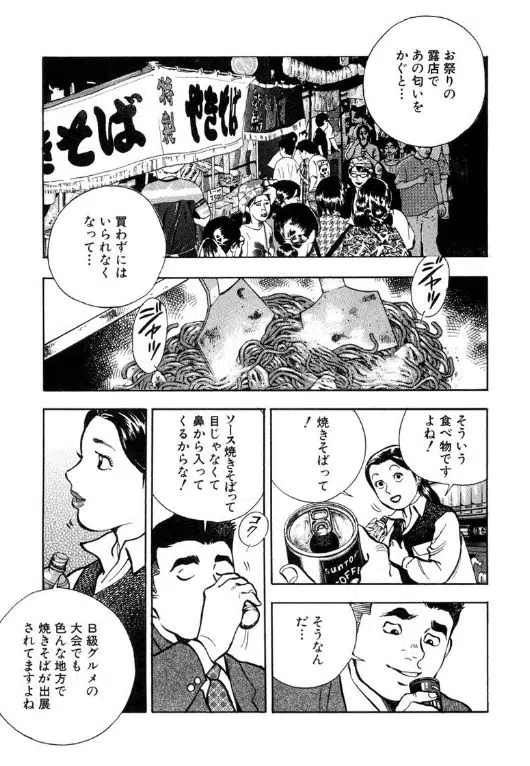 お祭りの
露店で
あの匂いを
かぐと…
特製
やきそば
きそば
買わずには
いられなく
なって…
ジャッ
ジャッ
そういう
食べ物です
よね!
焼きそばって
!
SUNTORY
COFFEE
そうなん
だ…
ソース焼きそばって
目じゃなくて
鼻から入って
くるからな!
コク
B級グルメの
大会でも
色んな地方で
焼きそばが出展
されてますよね